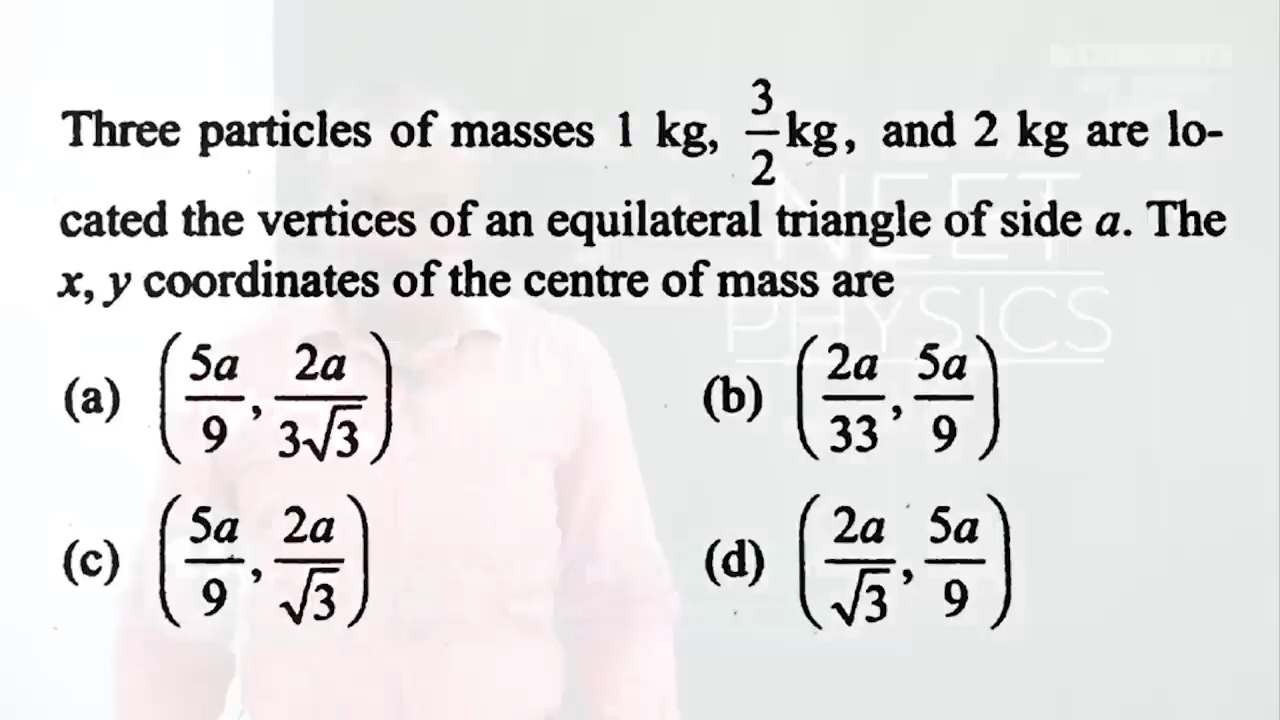 Three particles of masses 1 kg, 3/2 kg, and 2 kg are lo-
cated the vertices of an equilateral triangle of side a. The
x, y coordinates of the centre of mass are
(a) (5a/9, 2a/3√3) (b) (2a/33, 5a/9)
(c) (5a/9, 2a/√3) (d) (2a/√3, 5a/9)
NEET
PHYSICS